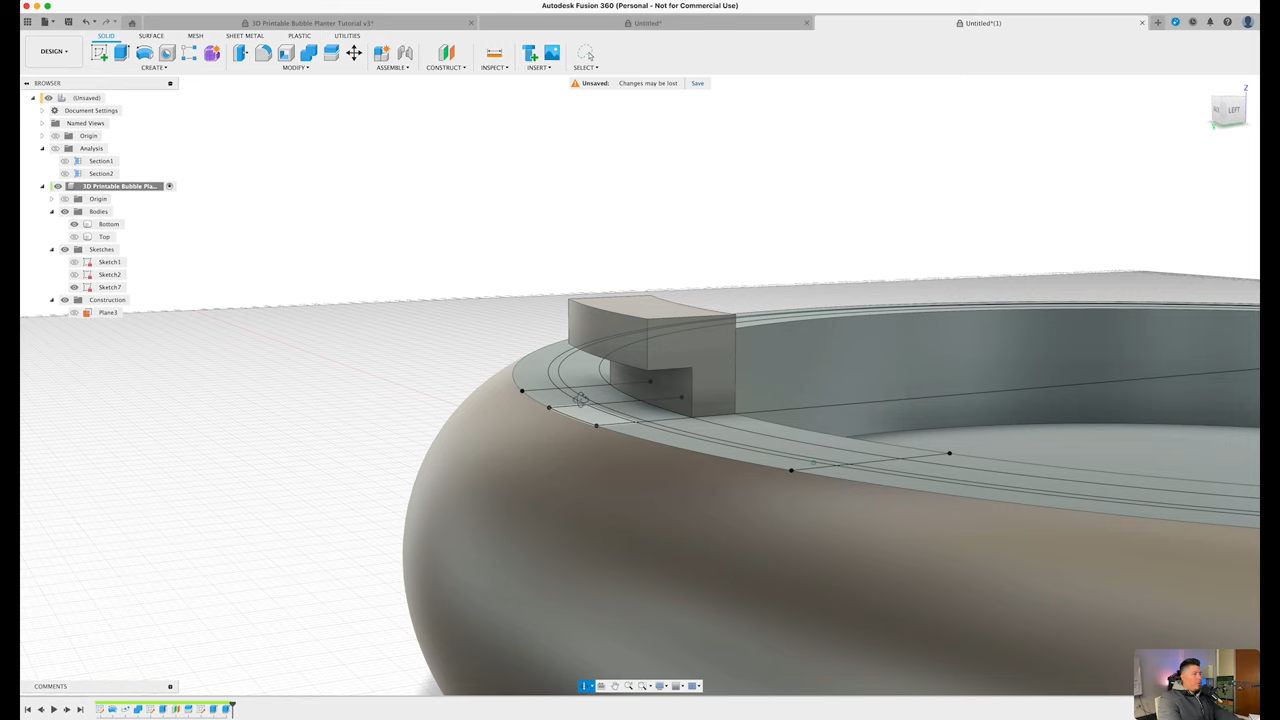 Autodesk Fusion 360 (Personal - Not for Commercial Use)
3D Printable Bubble Planter Tutorial v3*
Untitled*
Untitled*(1)
SOLID SURFACE MESH SHEET METAL PLASTIC UTILITIES
DESIGN
CREATE MODIFY ASSEMBLE CONSTRUCT INSPECT INSERT SELECT
BROWSER
Unsaved: Changes may be lost Save
(Unsaved)
Document Settings
Named Views
Origin
Analysis
Section1
Section2
3D Printable Bubble Pla...
Origin
Bodies
Bottom
Top
Sketches
Sketch1
Sketch2
Sketch7
Construction
Plane3
Z
LEFT
COMMENTS